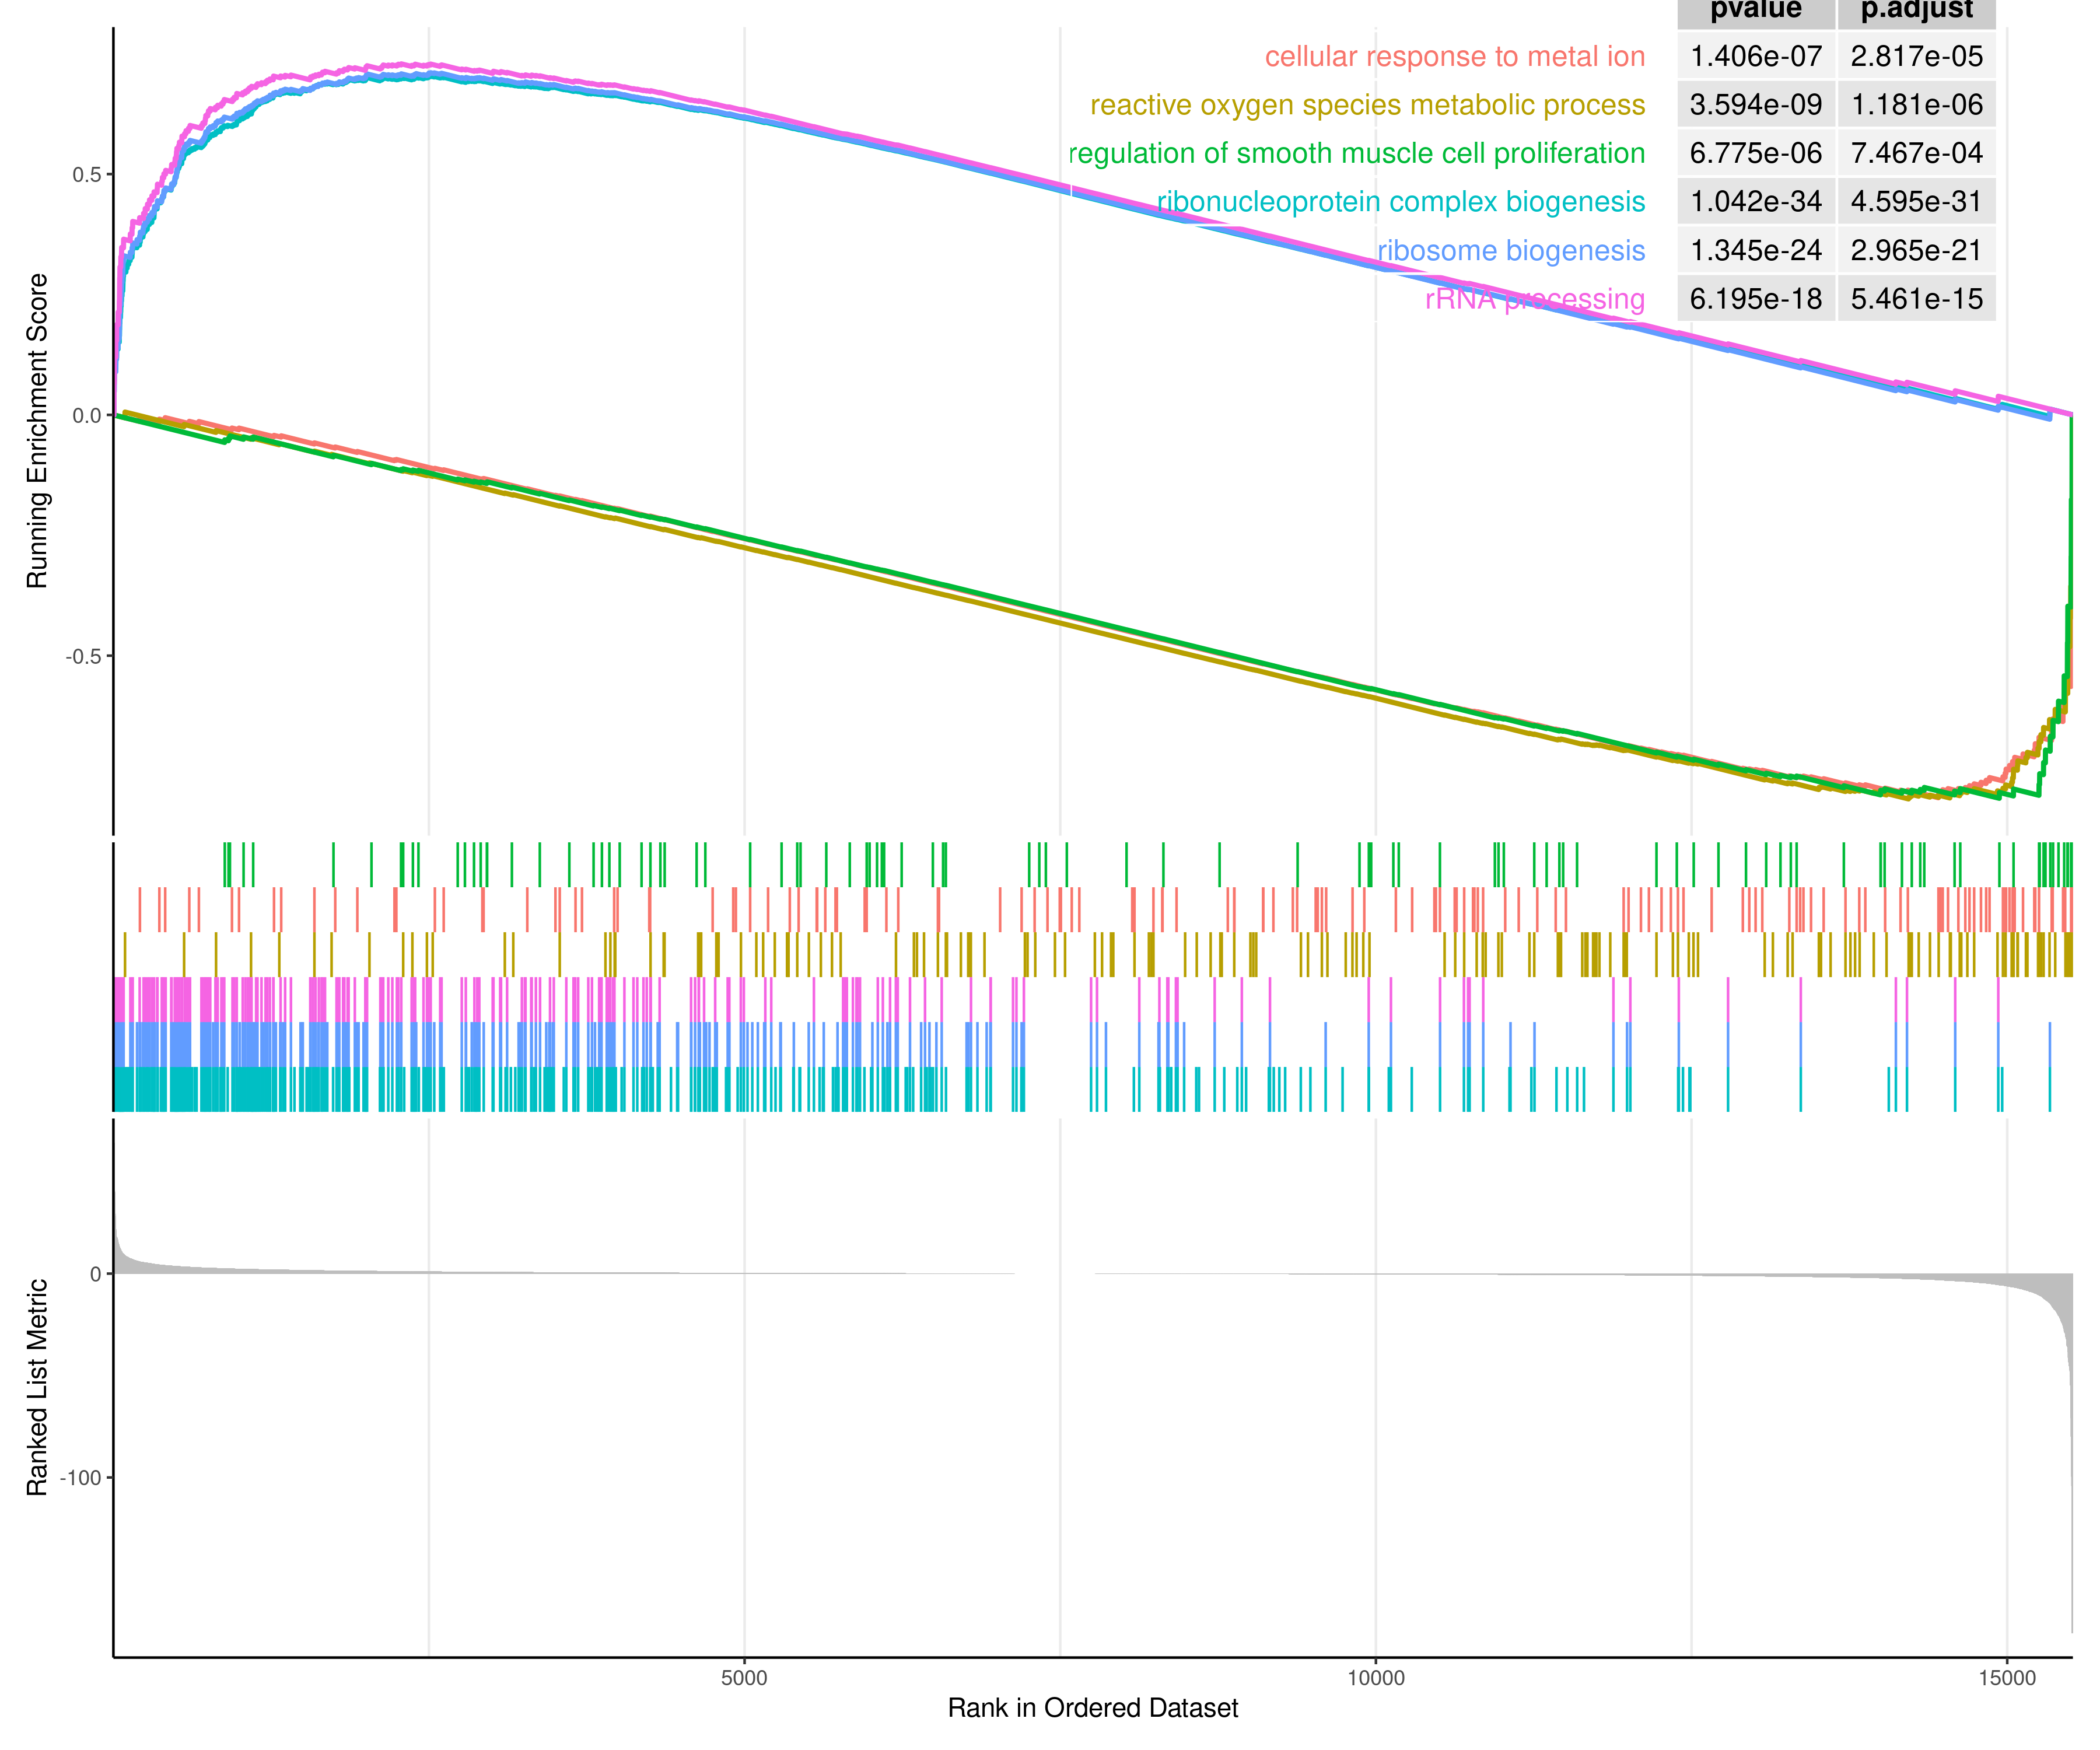 pvalue p.adjust
cellular response to metal ion 1.406e-07 2.817e-05
reactive oxygen species metabolic process 3.594e-09 1.181e-06
regulation of smooth muscle cell proliferation 6.775e-06 7.467e-04
ribonucleoprotein complex biogenesis 1.042e-34 4.595e-31
ribosome biogenesis 1.345e-24 2.965e-21
rRNA processing 6.195e-18 5.461e-15
Running Enrichment Score
0.5
0.0
-0.5
Ranked List Metric
0
-100
5000 10000 15000
Rank in Ordered Dataset